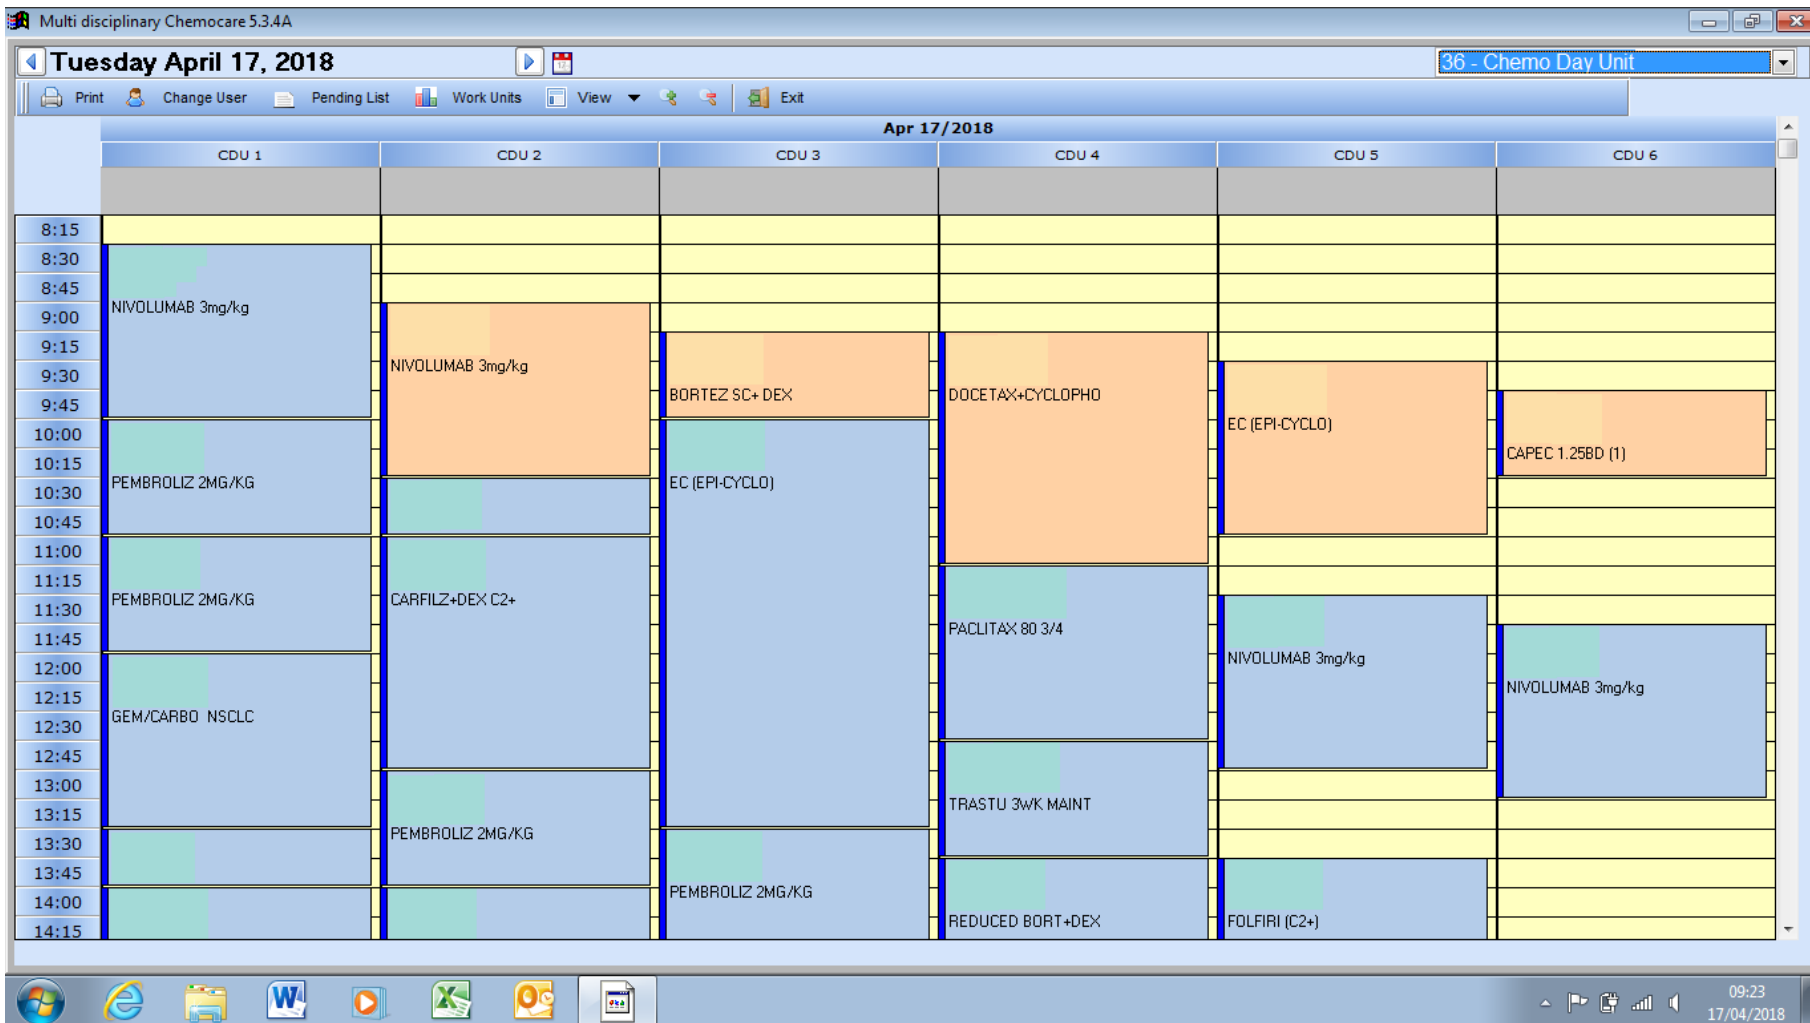 Multi disciplinary Chemocare 5.3.4A
Tuesday April 17, 2018
36 - Chemo Day Unit
Print Change User Pending List Work Units View Exit
Apr 17/2018
CDU 1 CDU 2 CDU 3 CDU 4 CDU 5 CDU 6
8:15
8:30
8:45
NIVOLUMAB 3mg/kg
9:00
9:15
NIVOLUMAB 3mg/kg
9:30
BORTEZ SC+ DEX DOCETAX+CYCLOPHO
9:45
EC (EPI-CYCLO)
10:00
CAPEC 1.25BD (1)
10:15
PEMBROLIZ 2MG/KG EC (EPI-CYCLO)
10:30
10:45
11:00
11:15
PEMBROLIZ 2MG/KG CARFILZ+DEX C2+
11:30
PACLITAX 80 3/4
11:45
NIVOLUMAB 3mg/kg
12:00
NIVOLUMAB 3mg/kg
12:15
GEM/CARBO NSCLC
12:30
12:45
13:00
TRASTU 3WK MAINT
13:15
PEMBROLIZ 2MG/KG
13:30
13:45
PEMBROLIZ 2MG/KG
14:00
REDUCED BORT+DEX FOLFIRI (C2+)
14:15
09:23
17/04/2018